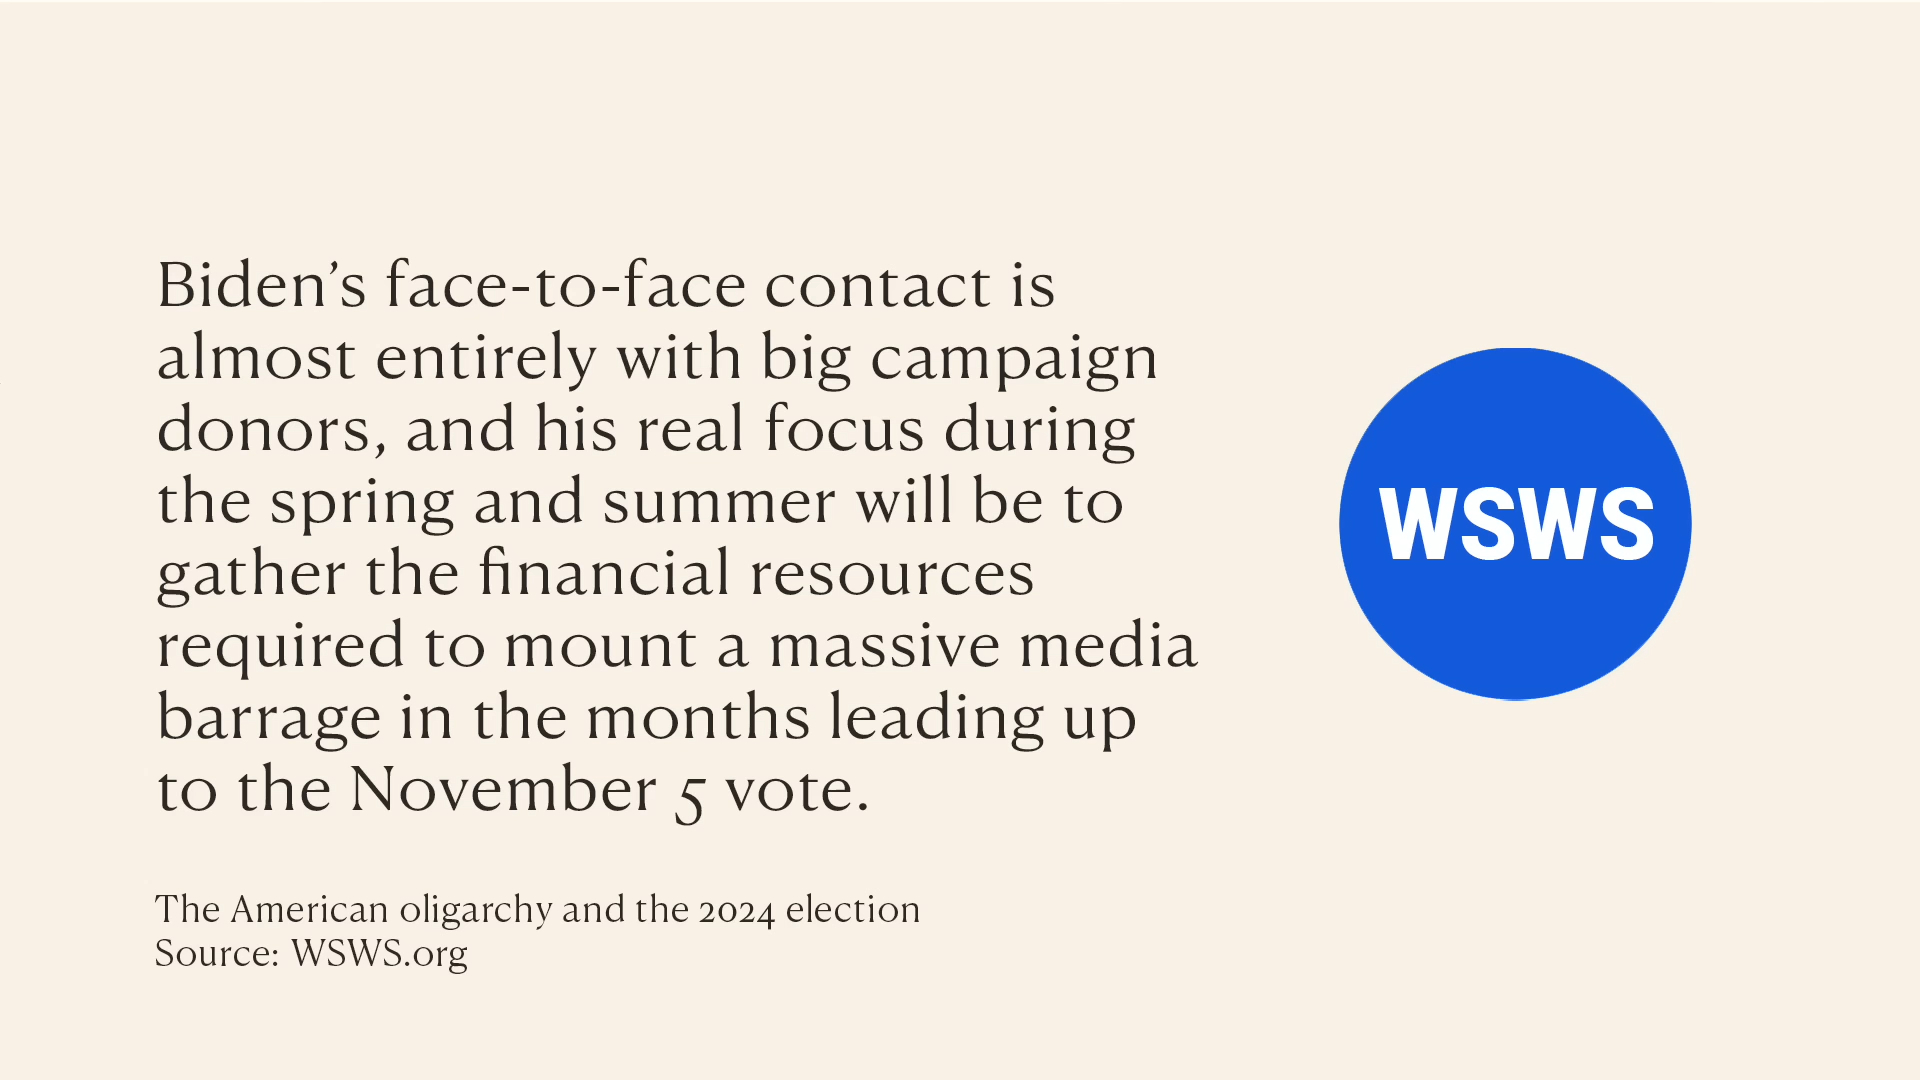 Biden’s face-to-face contact is
almost entirely with big campaign
donors, and his real focus during
the spring and summer will be to
gather the financial resources
required to mount a massive media
barrage in the months leading up
to the November 5 vote.
The American oligarchy and the 2024 election
Source: WSWS.org
WSWS